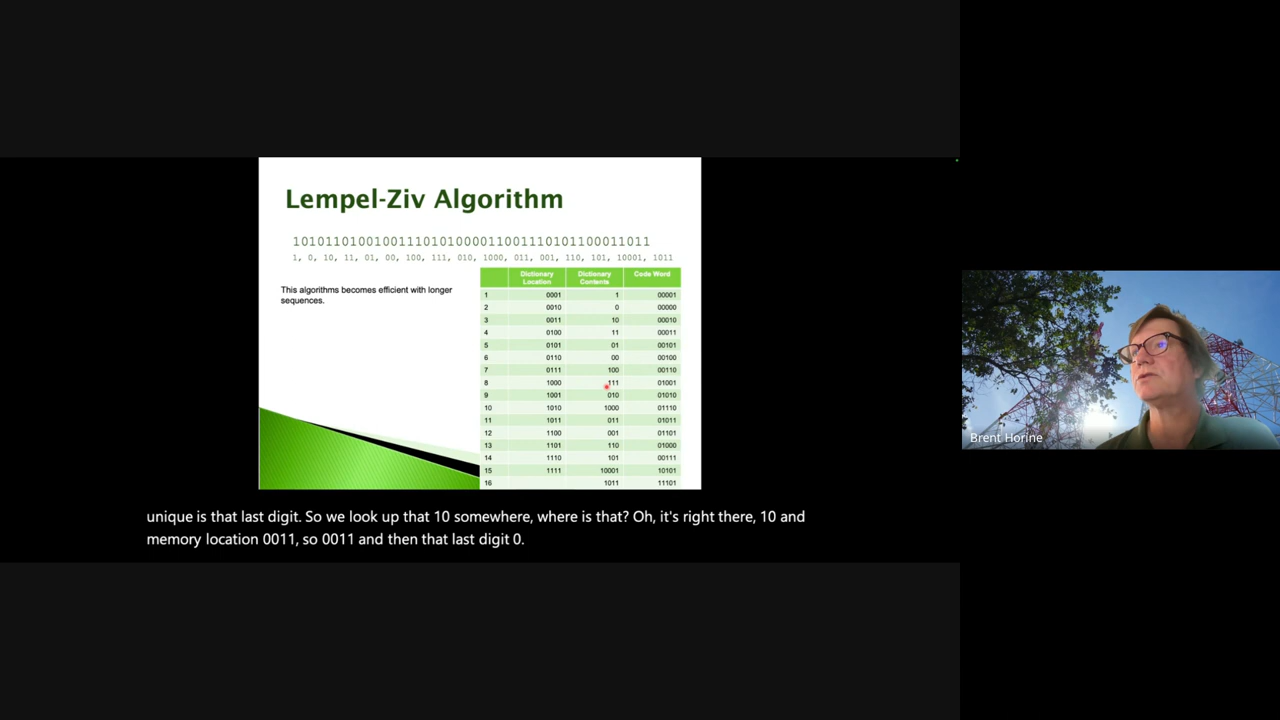 Lempel-Ziv Algorithm
1010110100100111010100001100111010110001 1011
1, 0, 10, 11, 01, 00, 100, 111, 010, 1000, 011, 001, 110, 101, 10001, 1011
This algorithms becomes efficient with longer
sequences.
Dictionary Location Dictionary Contents Code Word
1 0001 1 00001
2 0010 0 00000
3 0011 10 00010
4 0100 11 00011
5 0101 01 00101
6 0110 00 00100
7 0111 100 00110
8 1000 111 01001
9 1001 010 01010
10 1010 1000 01110
11 1011 011 01011
12 1100 001 01101
13 1101 110 01000
14 1110 101 00111
15 1111 10001 10101
16 1011 11101
Brent Horine
unique is that last digit. So we look up that 10 somewhere, where is that? Oh, it's right there, 10 and
memory location 0011, so 0011 and then that last digit 0.